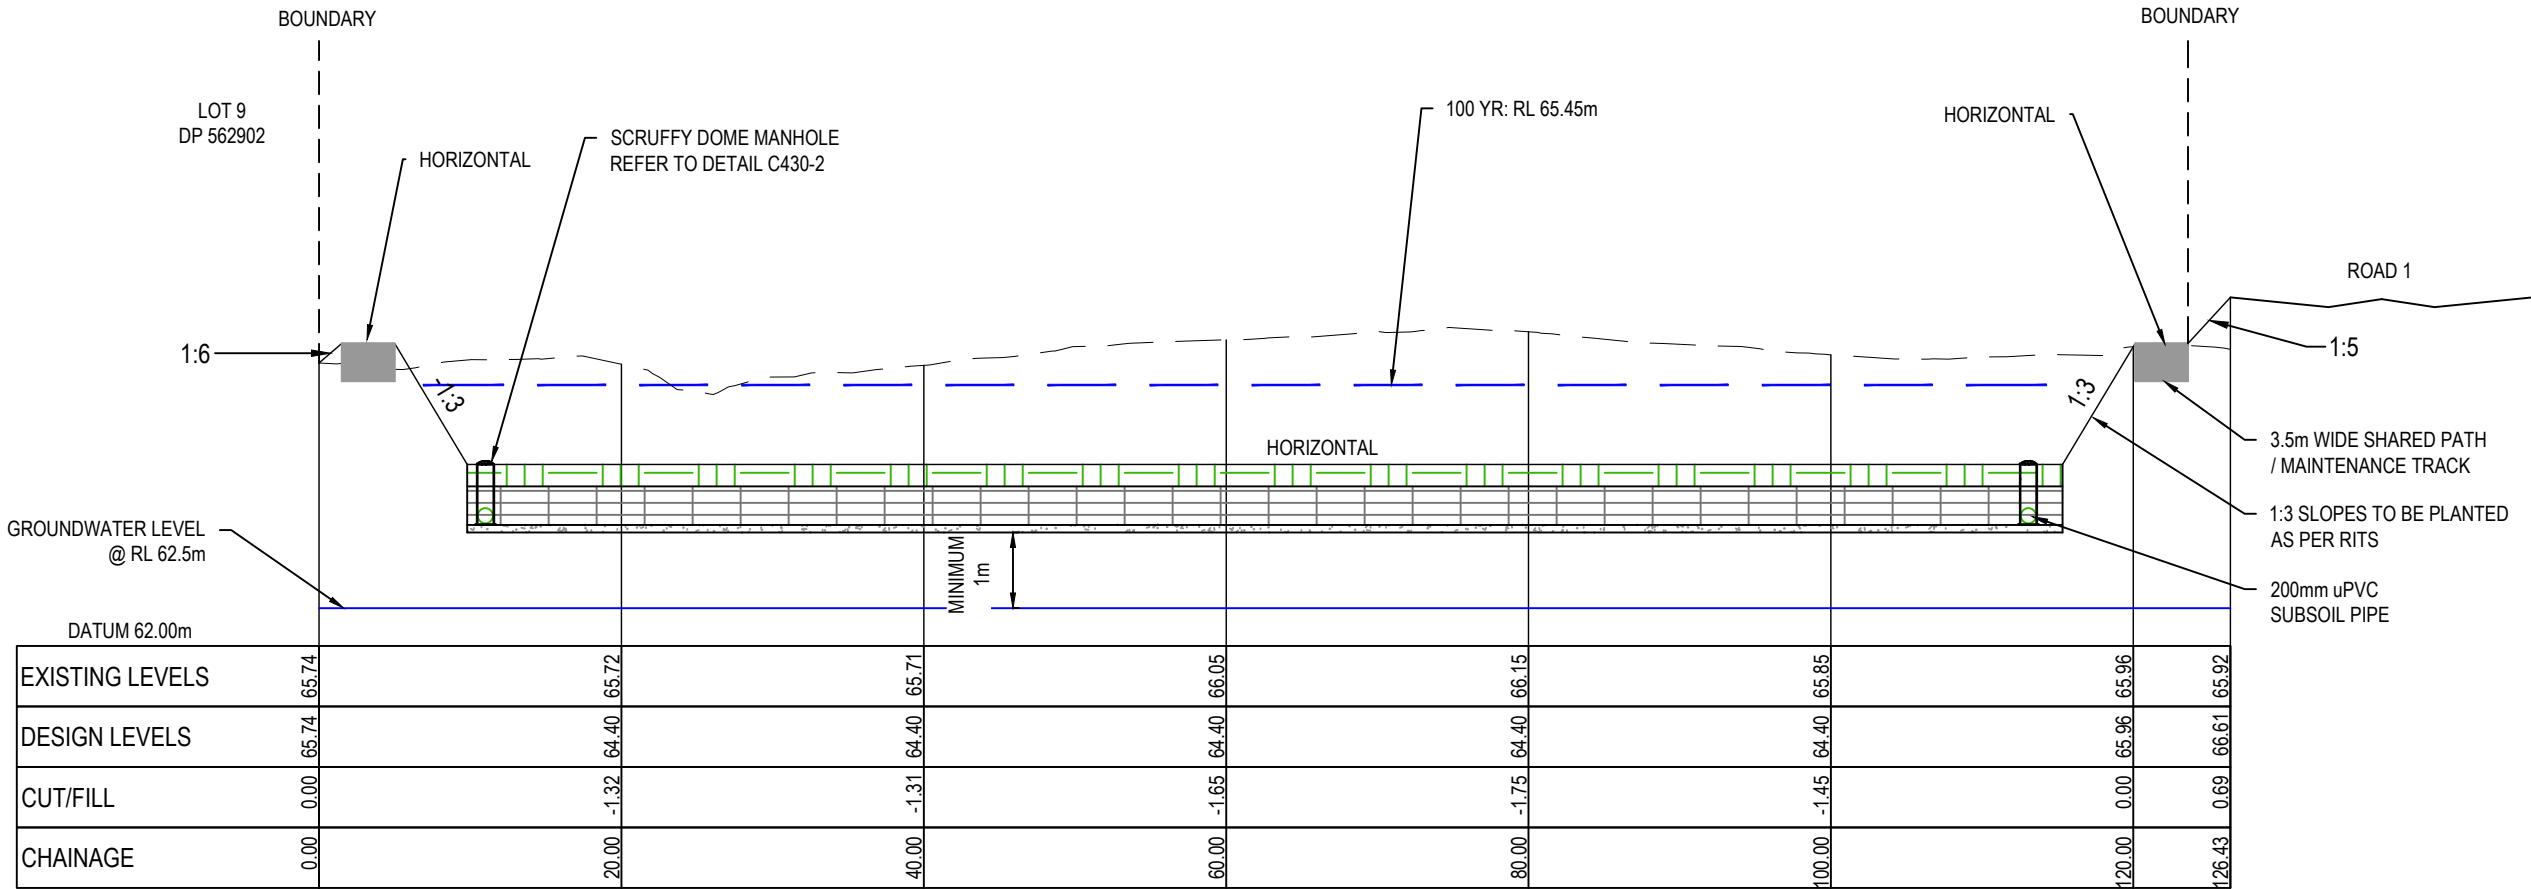 BOUNDARY
BOUNDARY
LOT 9
DP 562902
HORIZONTAL
SCRUFFY DOME MANHOLE
REFER TO DETAIL C430-2
100 YR: RL 65.45m
HORIZONTAL
ROAD 1
1:6
1:5
1:3
1:3
HORIZONTAL
3.5m WIDE SHARED PATH
/ MAINTENANCE TRACK
1:3 SLOPES TO BE PLANTED
AS PER RITS
GROUNDWATER LEVEL
@ RL 62.5m
MINIMUM
1m
200mm uPVC
SUBSOIL PIPE
DATUM 62.00m
EXISTING LEVELS 65.74 65.72 65.71 66.05 66.15 65.85 65.96 65.92
DESIGN LEVELS 65.74 64.40 64.40 64.40 64.40 64.40 65.96 66.61
CUT/FILL 0.00 -1.32 -1.31 -1.65 -1.75 -1.45 0.00 0.69
CHAINAGE 0.00 20.00 40.00 60.00 80.00 100.00 120.00 126.43